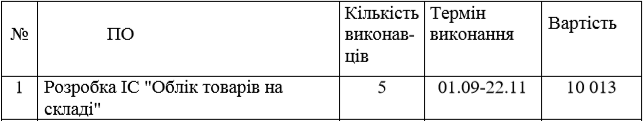 № ПО Кількість виконав-ців Термін виконання Вартість
1 Розробка ІС "Облік товарів на складі" 5 01.09-22.11 10 013